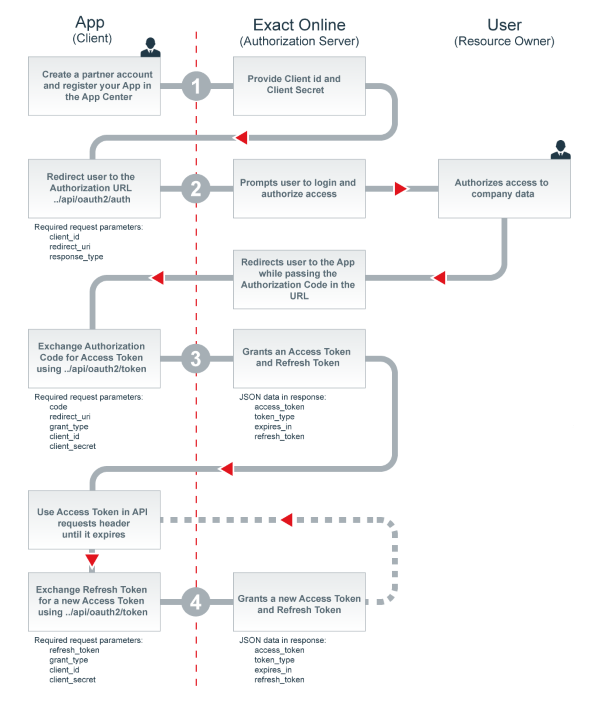 App
(Client)
Exact Online
(Authorization Server)
User
(Resource Owner)
Create a partner account
and register your App in
the App Center
1
Provide Client id and
Client Secret
Redirect user to the
Authorization URL
../api/oauth2/auth
2
Prompts user to login and
authorize access
Authorizes access to
company data
Required request parameters:
client_id
redirect_uri
response_type
Redirects user to the App
while passing the
Authorization Code in the
URL
Exchange Authorization
Code for Access Token
using ../api/oauth2/token
3
Grants an Access Token
and Refresh Token
Required request parameters:
code
redirect_uri
grant_type
client_id
client_secret
JSON data in response:
access_token
token_type
expires_in
refresh_token
Use Access Token in API
requests header
until it expires
Exchange Refresh Token
for a new Access Token
using ../api/oauth2/token
4
Grants a new Access Token
and Refresh Token
Required request parameters:
refresh_token
grant_type
client_id
client_secret
JSON data in response:
access_token
token_type
expires_in
refresh_token